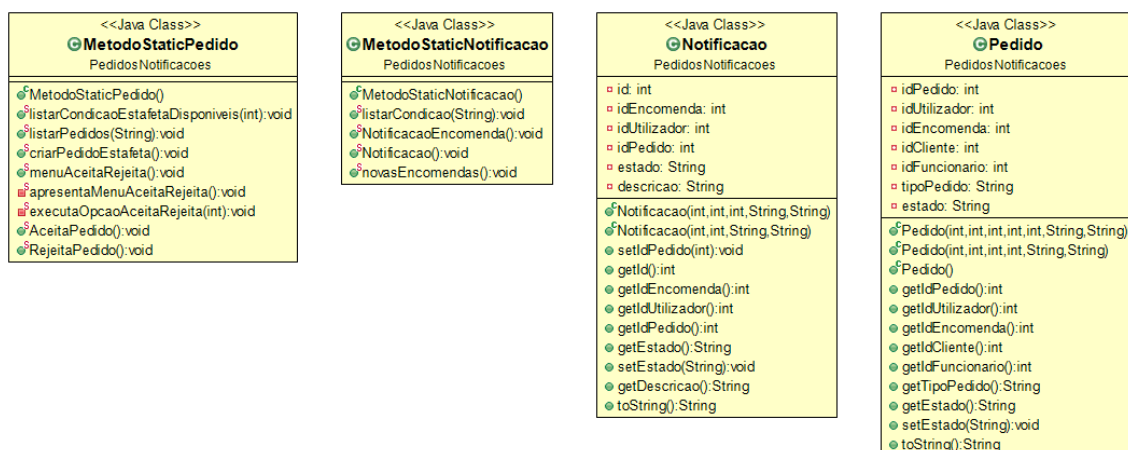 <<Java Class>>
MetodoStaticPedido
PedidosNotificacoes
MetodoStaticPedido()
listarCondicaoEstafetaDisponiveis(int):void
listarPedidos(String):void
criarPedidoEstafeta():void
menuAceitaRejeita():void
apresentaMenuAceitaRejeita():void
executaOpcaoAceitaRejeita(int):void
AceitaPedido():void
RejeitaPedido():void
<<Java Class>>
MetodoStaticNotificacao
PedidosNotificacoes
MetodoStaticNotificacao()
listarCondicao(String):void
NotificacaoEncomenda():void
Notificacao():void
novasEncomendas():void
<<Java Class>>
Notificacao
PedidosNotificacoes
id: int
idEncomenda: int
idUtilizador: int
idPedido: int
estado: String
descricao: String
Notificacao(int,int,int,String,String)
Notificacao(int,int,String,String)
setIdPedido(int):void
getId():int
getIdEncomenda():int
getIdUtilizador():int
getIdPedido():int
getEstado():String
setEstado(String):void
getDescricao():String
toString():String
<<Java Class>>
Pedido
PedidosNotificacoes
idPedido: int
idUtilizador: int
idEncomenda: int
idCliente: int
idFuncionario: int
tipoPedido: String
estado: String
Pedido(int,int,int,int,int,String,String)
Pedido(int,int,int,int,String,String)
Pedido()
getIdPedido():int
getIdUtilizador():int
getIdEncomenda():int
getIdCliente():int
getIdFuncionario():int
getTipoPedido():String
getEstado():String
setEstado(String):void
toString():String